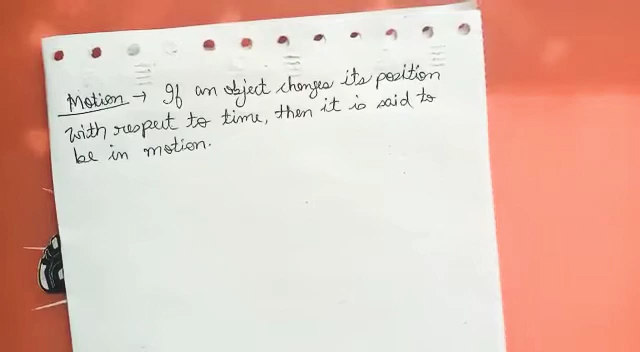 Motion → If an object changes its position
with respect to time, then it is said to
be in motion.